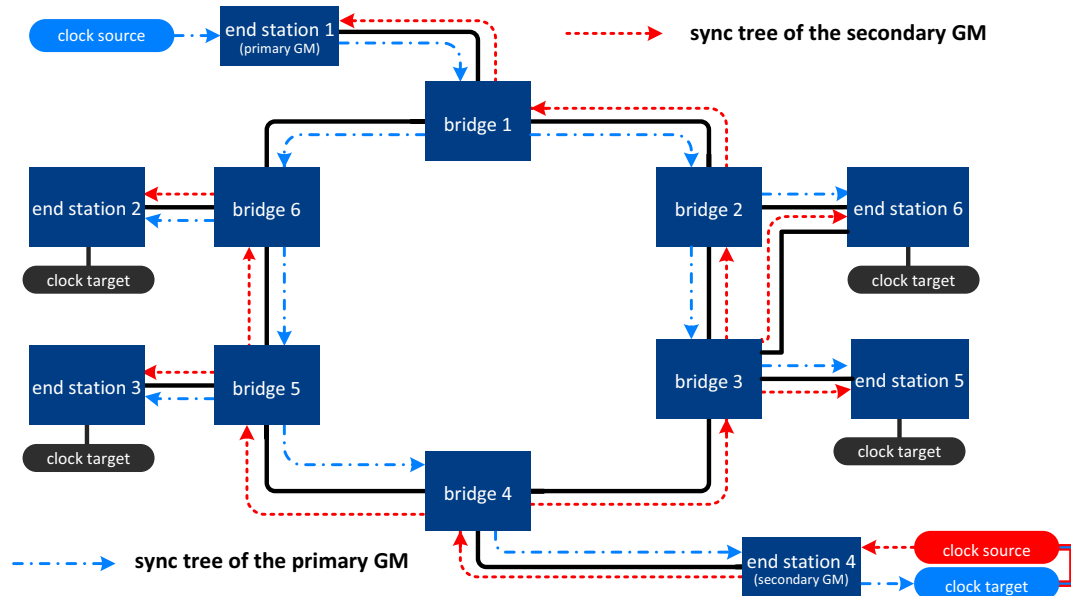 clock source
end station 1
(primary GM)
sync tree of the secondary GM
bridge 1
end station 2
bridge 6
bridge 2
end station 6
clock target
clock target
end station 3
bridge 5
bridge 3
end station 5
clock target
clock target
bridge 4
sync tree of the primary GM
end station 4
(secondary GM)
clock source
clock target